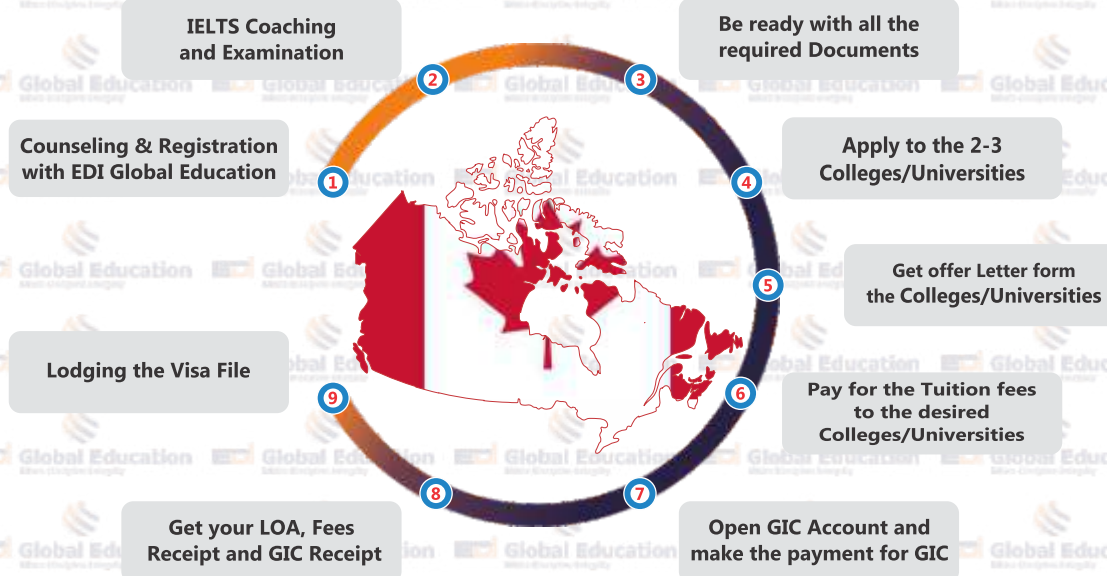 1
Counseling & Registration
with EDI Global Education
2
IELTS Coaching
and Examination
3
Be ready with all the
required Documents
4
Apply to the 2-3
Colleges/Universities
5
Get offer Letter form
the Colleges/Universities
6
Pay for the Tuition fees
to the desired
Colleges/Universities
7
Open GIC Account and
make the payment for GIC
8
Get your LOA, Fees
Receipt and GIC Receipt
9
Lodging the Visa File
Global Education